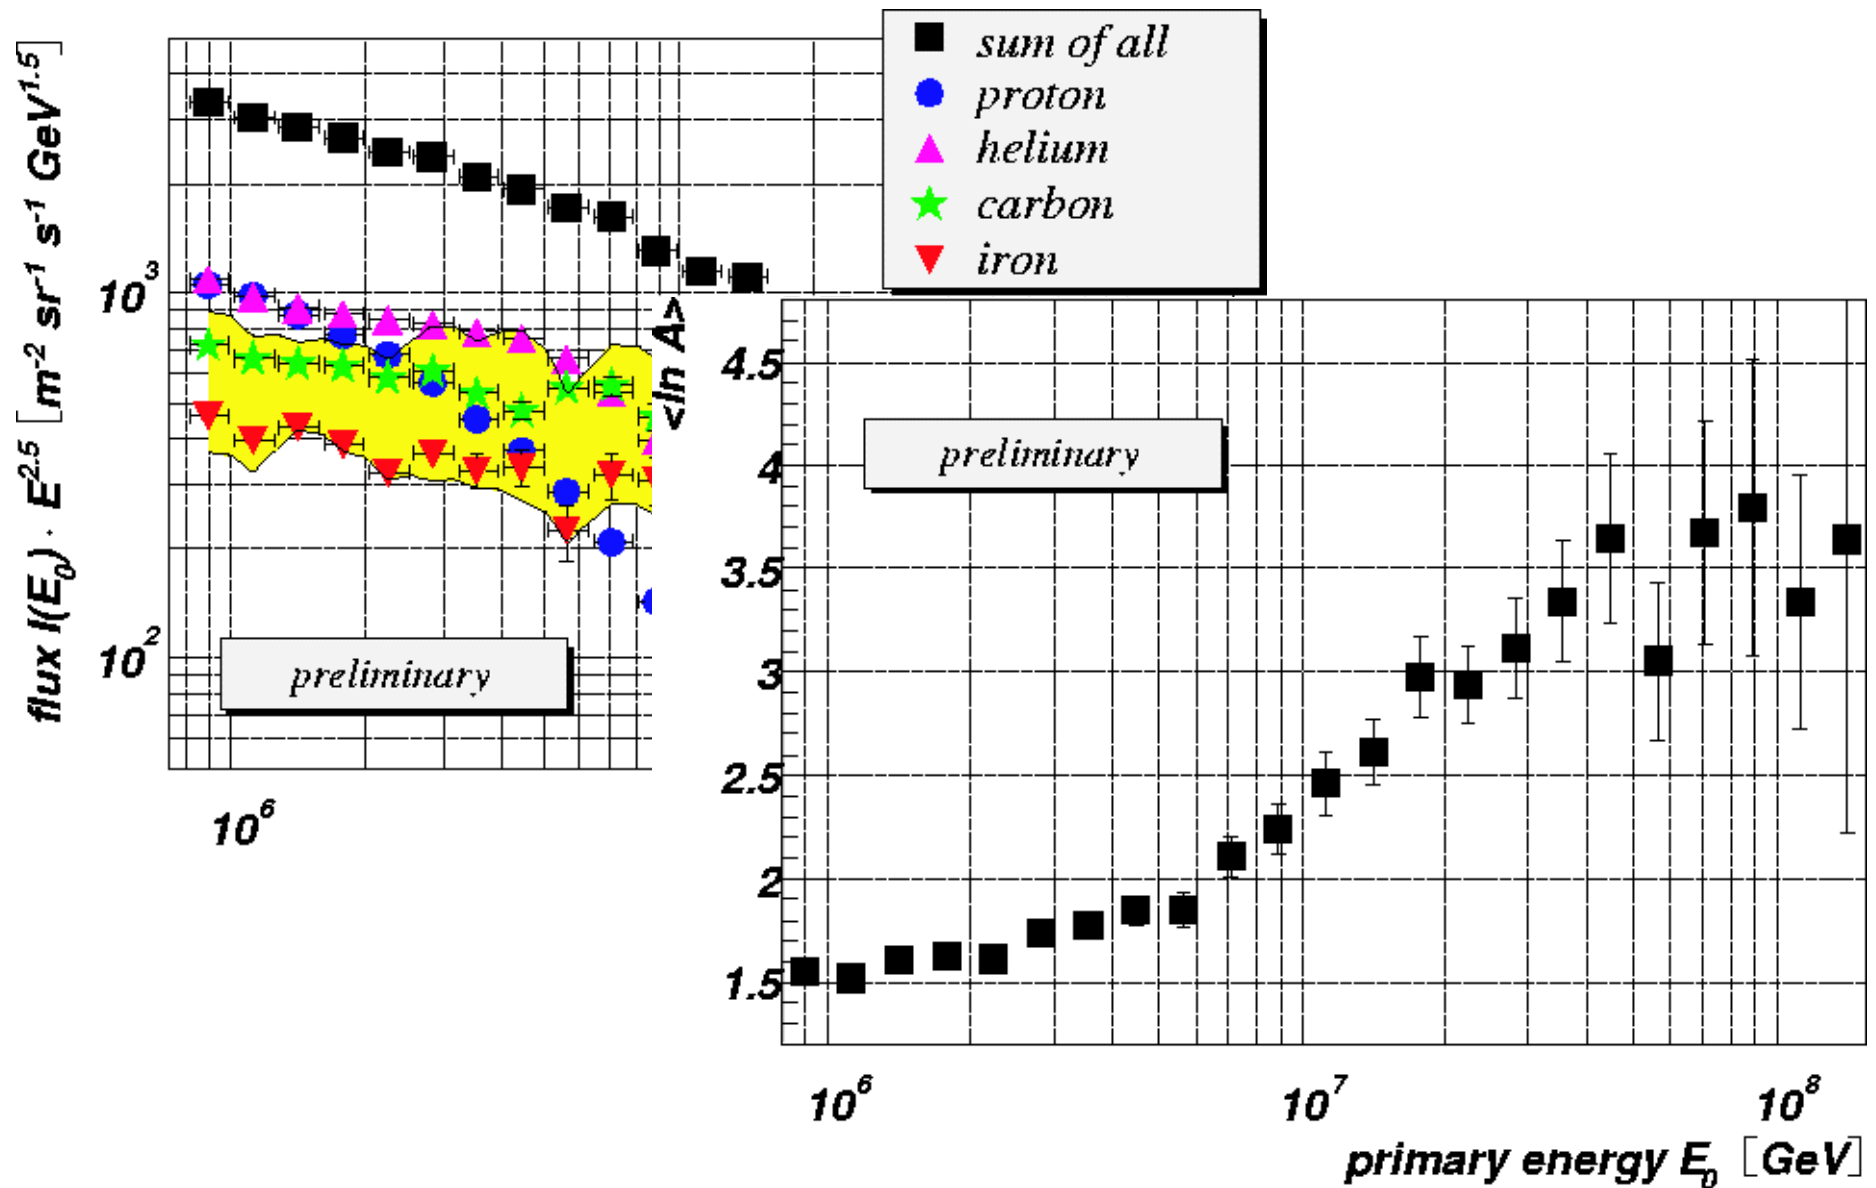 sum of all
proton
helium
carbon
iron
flux I(E₀) · E^2.5 [m^-2 sr^-1 s^-1 GeV^1.5]
10^3
10^2
preliminary
10^6
<ln A>
4.5
4
3.5
3
2.5
2
1.5
preliminary
10^6
10^7
10^8
primary energy E₀ [GeV]